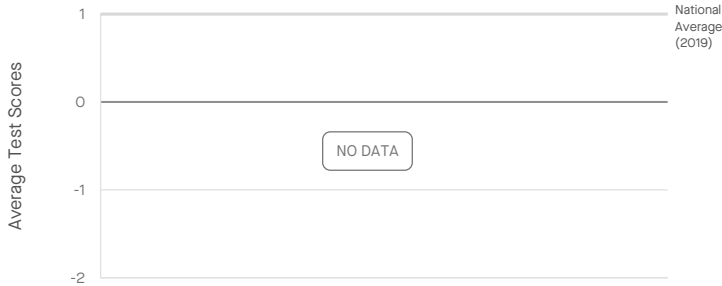 1
National
Average
(2019)
0
NO DATA
-1
-2
Average Test Scores